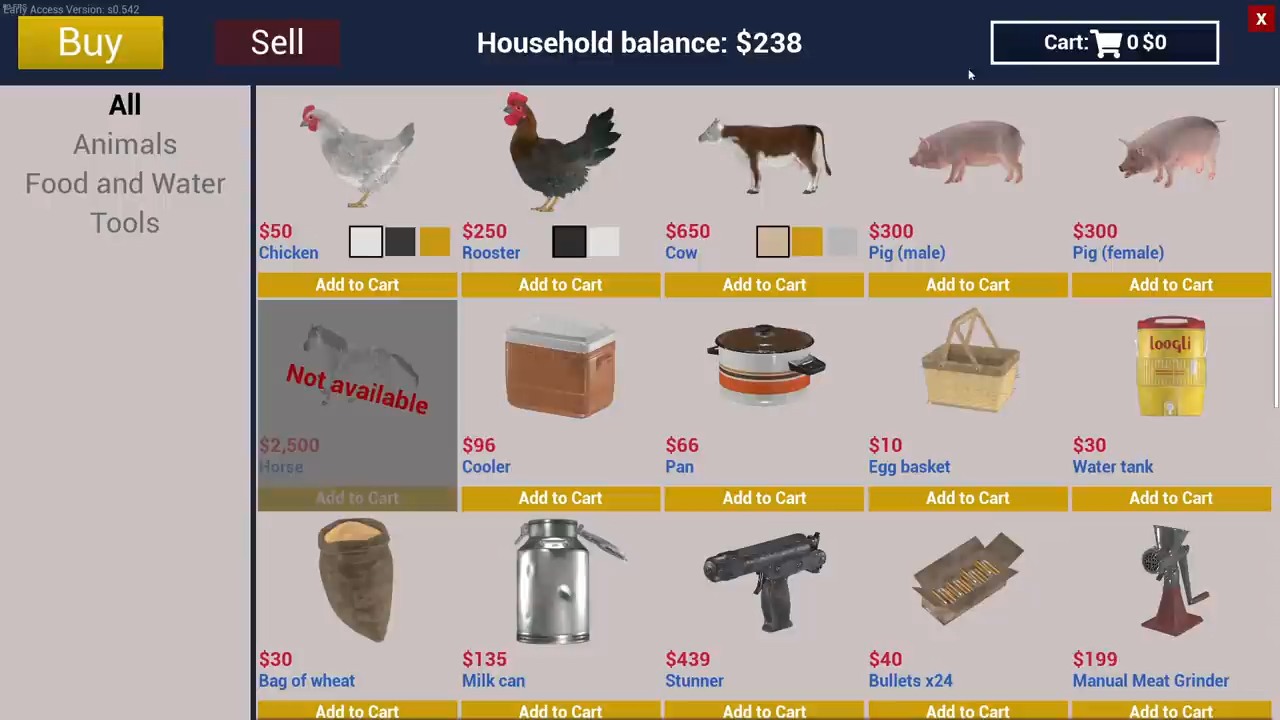 Early Access Version: s0.542
X
Buy
Sell
Household balance: $238
Cart: 0 $0
All
Animals
Food and Water
Tools
$50
Chicken
Add to Cart
$250
Rooster
Add to Cart
$650
Cow
Add to Cart
$300
Pig (male)
Add to Cart
$300
Pig (female)
Add to Cart
Not available
$2,500
Horse
Add to Cart
$96
Cooler
Add to Cart
$66
Pan
Add to Cart
$10
Egg basket
Add to Cart
loogli
$30
Water tank
Add to Cart
$30
Bag of wheat
Add to Cart
$135
Milk can
Add to Cart
$439
Stunner
Add to Cart
$40
Bullets x24
Add to Cart
$199
Manual Meat Grinder
Add to Cart